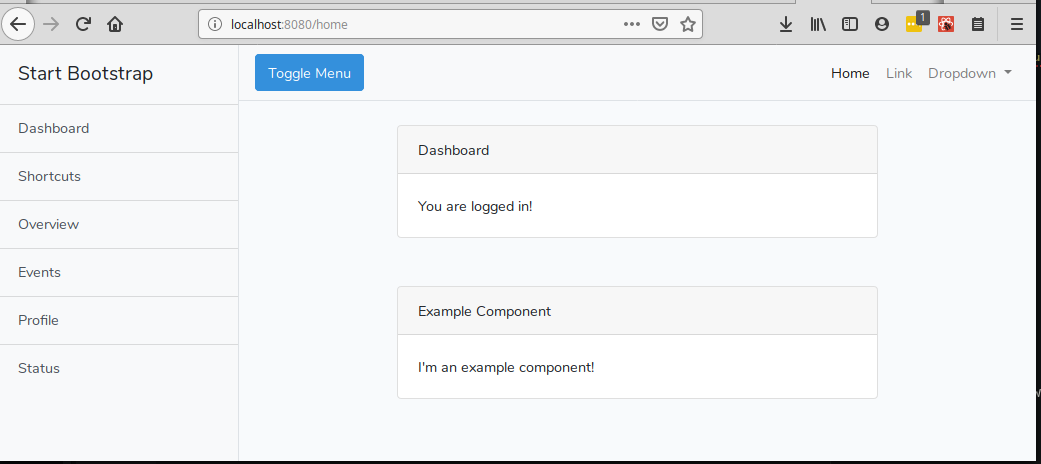 localhost:8080/home
1
Start Bootstrap
Toggle Menu
Home Link Dropdown
Dashboard
Shortcuts
Overview
Events
Profile
Status
Dashboard
You are logged in!
Example Component
I'm an example component!